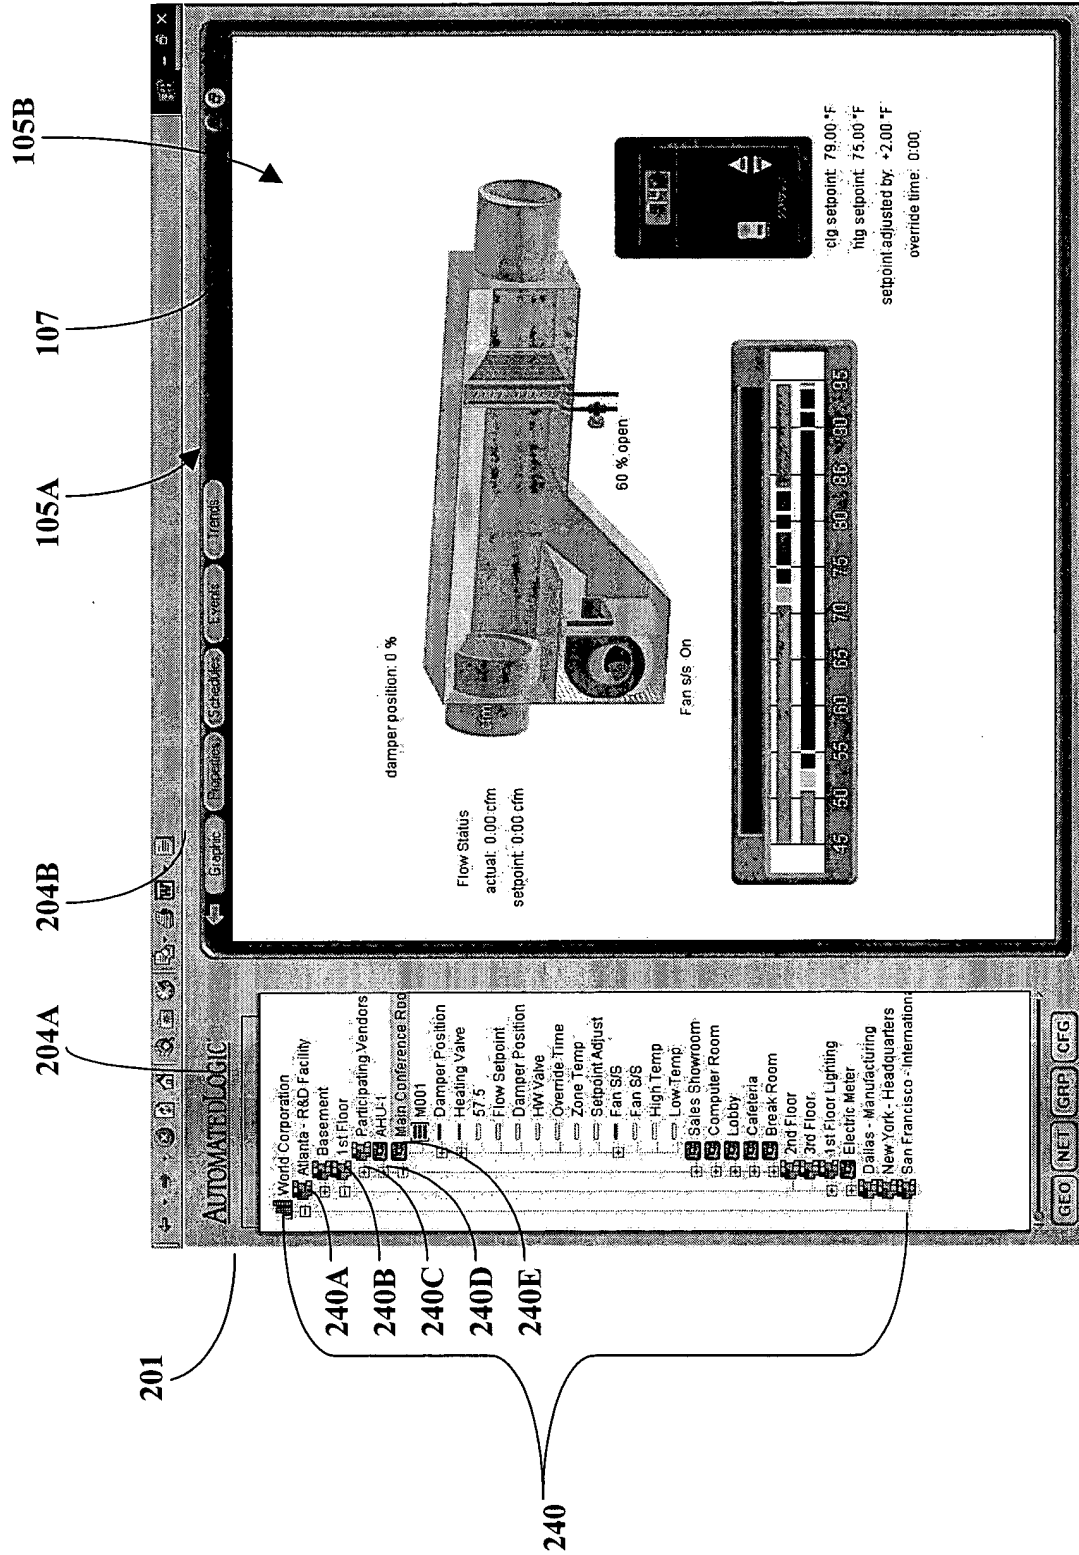 201
204A
204B
105A
107
105B
AUTOMATEDLOGIC
Graphic
Properties
Schedules
Events
Trends
World Corporation
Atlanta - R&D Facility
Basement
1st Floor
Participating Vendors
AHU-1
Main Conference Roo
M001
Damper Position
Heating Valve
57.5
Flow Setpoint
Damper Position
HW Valve
Override Time
Zone Temp
Setpoint Adjust
Fan S/S
Fan S/S
High Temp
Low Temp
Sales Showroom
Computer Room
Lobby
Cafeteria
Break Room
2nd Floor
3rd Floor
1st Floor Lighting
Electric Meter
Dallas - Manufacturing
New York - Headquarters
San Francisco - Internationa
GEO
NET
GRP
CFG
240A
240B
240C
240D
240E
240
damper position: 0 %
Flow Status
actual: 0.00 cfm
setpoint: 0:00 cfm
cfm
60 % open
Fan s/s On
clg setpoint: 79.00 °F
htg setpoint: 75.00 °F
setpoint adjusted by: +2.00 °F
override time: 0:00
45 50 55 60 65 70 75 80 86 90 95